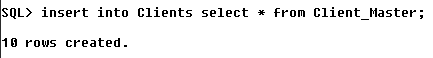 SQL> insert into Clients select * from Client_Master;
10 rows created.